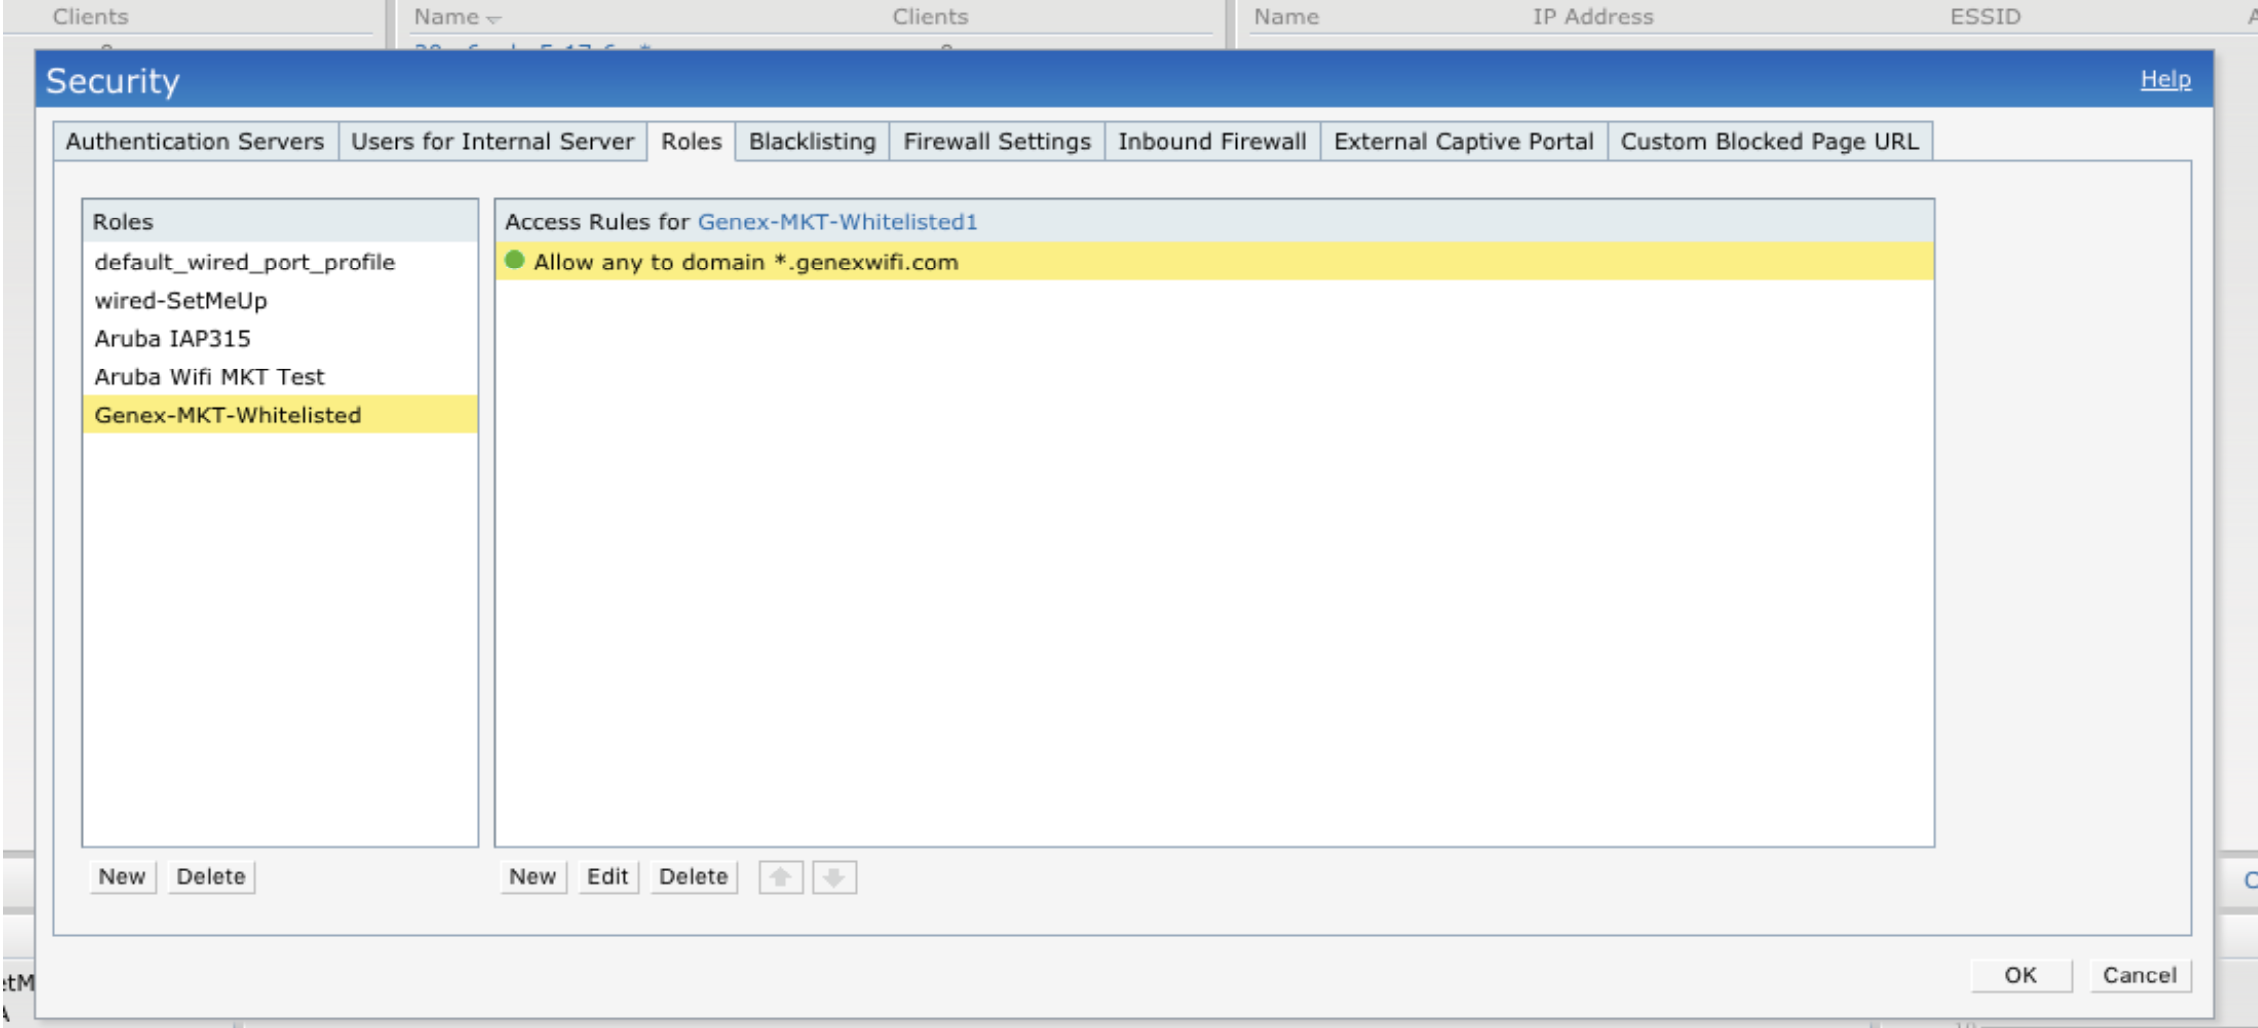 Clients Name Clients Name IP Address ESSID
Security Help
Authentication Servers Users for Internal Server Roles Blacklisting Firewall Settings Inbound Firewall External Captive Portal Custom Blocked Page URL
Roles
default_wired_port_profile
wired-SetMeUp
Aruba IAP315
Aruba Wifi MKT Test
Genex-MKT-Whitelisted
New Delete
Access Rules for Genex-MKT-Whitelisted1
Allow any to domain *.genexwifi.com
New Edit Delete
OK Cancel